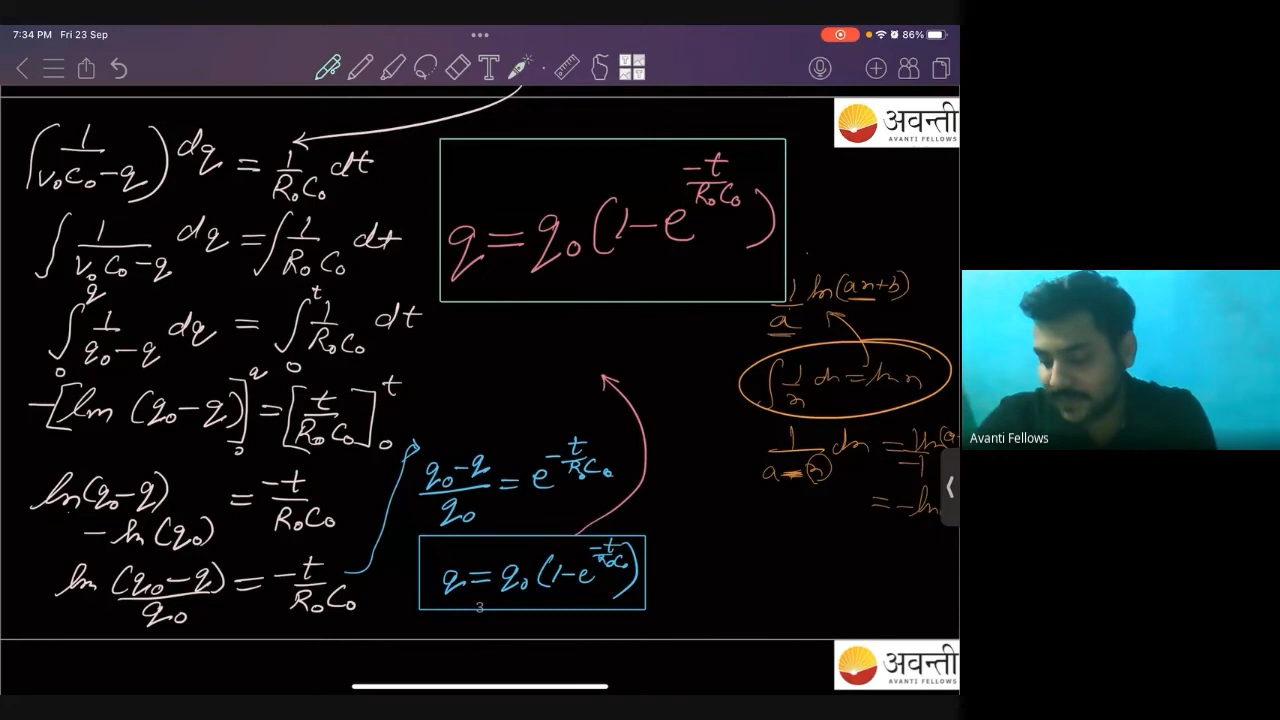 7:34 PM Fri 23 Sep
86%
अवन्ती
AVANTI FELLOWS
(1/(V₀C₀-q)) dq = 1/(R₀C₀) dt
∫ 1/(V₀C₀-q) dq = ∫ 1/(R₀C₀) dt
∫₀^q 1/(q₀-q) dq = ∫₀^t 1/(R₀C₀) dt
-[ln (q₀-q)]₀^q = [t/(R₀C₀)]₀^t
ln(q₀-q) = -t/(R₀C₀)
- ln(q₀)
ln (q₀-q)/q₀ = -t/(R₀C₀)
(q₀-q)/q₀ = e^(-t/(R₀C₀))
q = q₀(1-e^(-t/(R₀C₀)))
3
q = q₀(1-e^(-t/(R₀C₀)))
1/a ln(ax+b)
∫ 1/x dx = ln x
= -ln
Avanti Fellows
अवन्ती
AVANTI FELLOWS